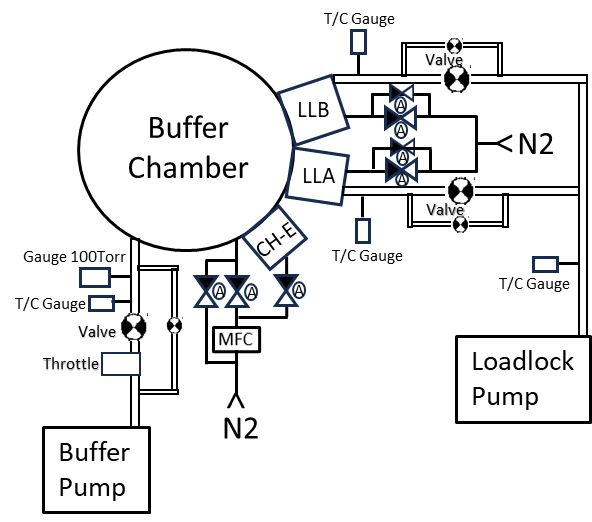 T/C Gauge
Valve
Buffer
Chamber
LLB
A
A
N2
A
LLA
A
Valve
CH-E
T/C Gauge
Gauge 100Torr
T/C Gauge
T/C Gauge
A
A
A
Valve
MFC
Throttle
Loadlock
Pump
N2
Buffer
Pump